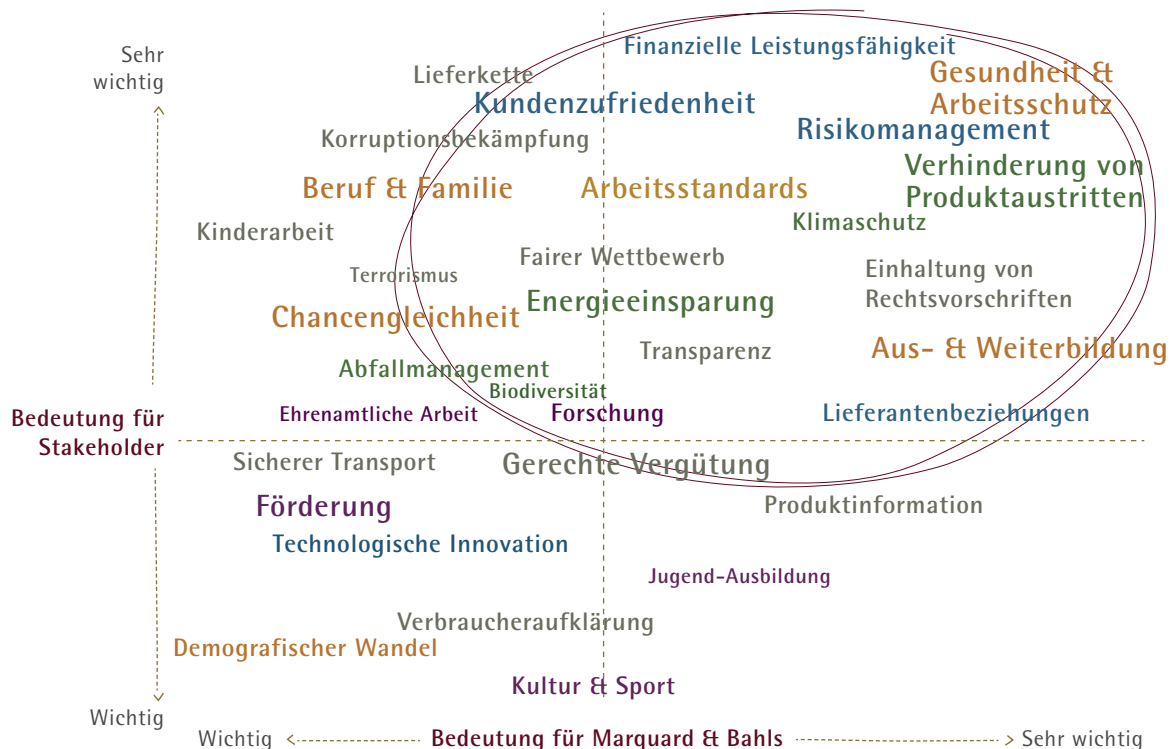 Finanzielle Leistungsfähigkeit
Sehr
wichtig
Lieferkette
Gesundheit &
Arbeitsschutz
Kundenzufriedenheit
Risikomanagement
Korruptionsbekämpfung
Verhinderung von
Produktaustritten
Beruf & Familie
Arbeitsstandards
Klimaschutz
Kinderarbeit
Fairer Wettbewerb
Terrorismus
Einhaltung von
Rechtsvorschriften
Energieeinsparung
Chancengleichheit
Transparenz
Aus- & Weiterbildung
Abfallmanagement
Biodiversität
Bedeutung für
Stakeholder
Ehrenamtliche Arbeit
Forschung
Lieferantenbeziehungen
Sicherer Transport
Gerechte Vergütung
Förderung
Produktinformation
Technologische Innovation
Jugend-Ausbildung
Verbraucheraufklärung
Demografischer Wandel
Kultur & Sport
Wichtig
Wichtig
Bedeutung für Marquard & Bahls
Sehr wichtig